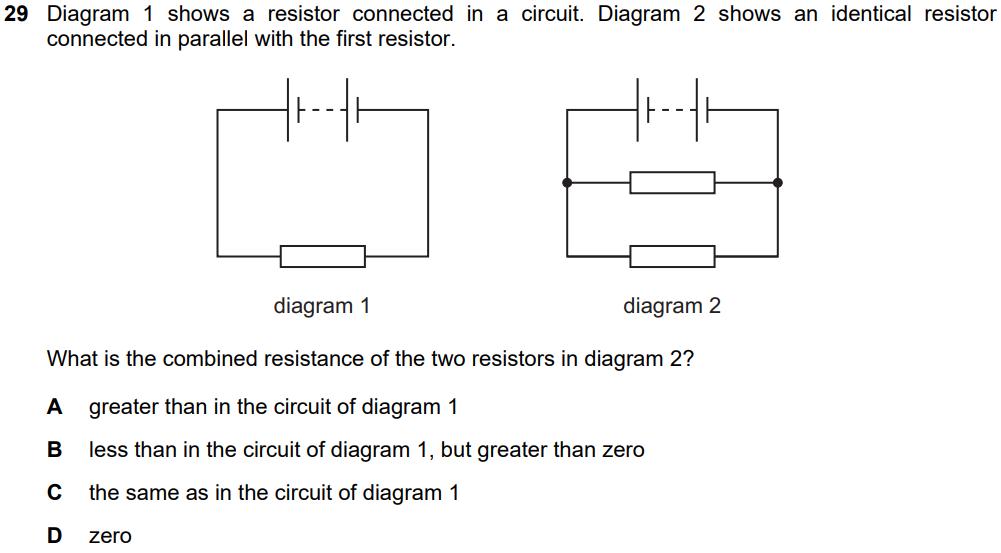 29 Diagram 1 shows a resistor connected in a circuit. Diagram 2 shows an identical resistor
connected in parallel with the first resistor.
diagram 1
diagram 2
What is the combined resistance of the two resistors in diagram 2?
A greater than in the circuit of diagram 1
B less than in the circuit of diagram 1, but greater than zero
C the same as in the circuit of diagram 1
D zero